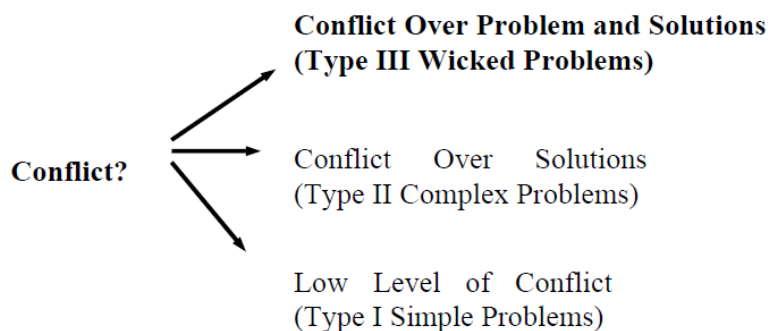 Conflict Over Problem and Solutions
(Type III Wicked Problems)
Conflict?
Conflict Over Solutions
(Type II Complex Problems)
Low Level of Conflict
(Type I Simple Problems)